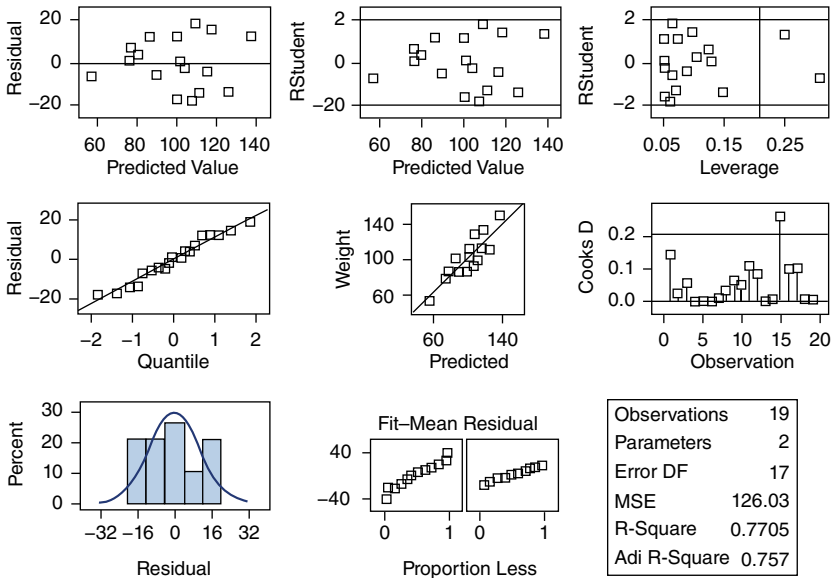 20
0
−20
Residual
60 80 100 120 140
Predicted Value
2
0
−20
RStudent
60 80 100 120 140
Predicted Value
2
0
−2
RStudent
0.05 0.15 0.25
Leverage
20
0
−20
Residual
−2 −1 0 1 2
Quantile
140
100
60
Weight
60 140
Predicted
0.2
0.1
0.0
Cooks D
0 5 10 15 20
Observation
30
20
10
0
Percent
−32 −16 0 16 32
Residual
Fit–Mean Residual
40
−40
0 1 0 1
Proportion Less
Observations 19
Parameters 2
Error DF 17
MSE 126.03
R-Square 0.7705
Adi R-Square 0.757